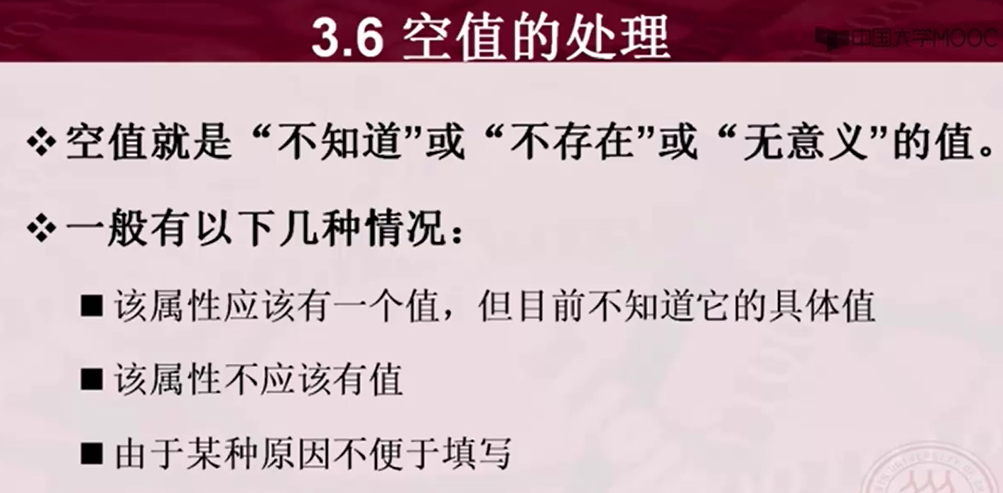 3.6 空值的处理
中国大学MOOC
❖空值就是“不知道”或“不存在”或“无意义”的值。
❖一般有以下几种情况：
■ 该属性应该有一个值，但目前不知道它的具体值
■ 该属性不应该有值
■ 由于某种原因不便于填写